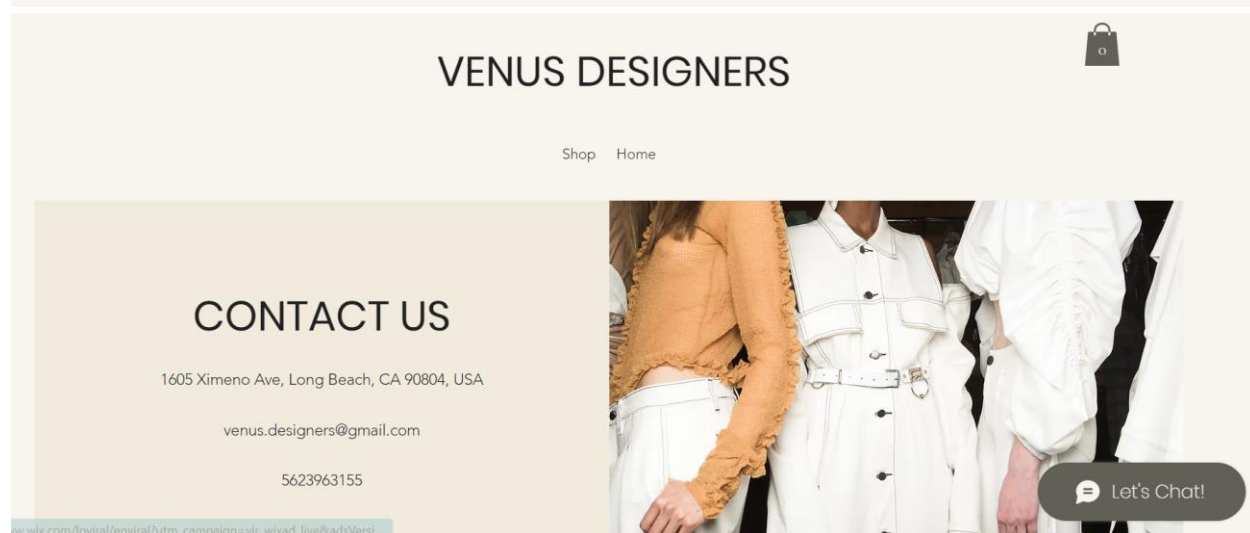 VENUS DESIGNERS
0
Shop Home
CONTACT US
1605 Ximeno Ave, Long Beach, CA 90804, USA
venus.designers@gmail.com
5623963155
Let's Chat!